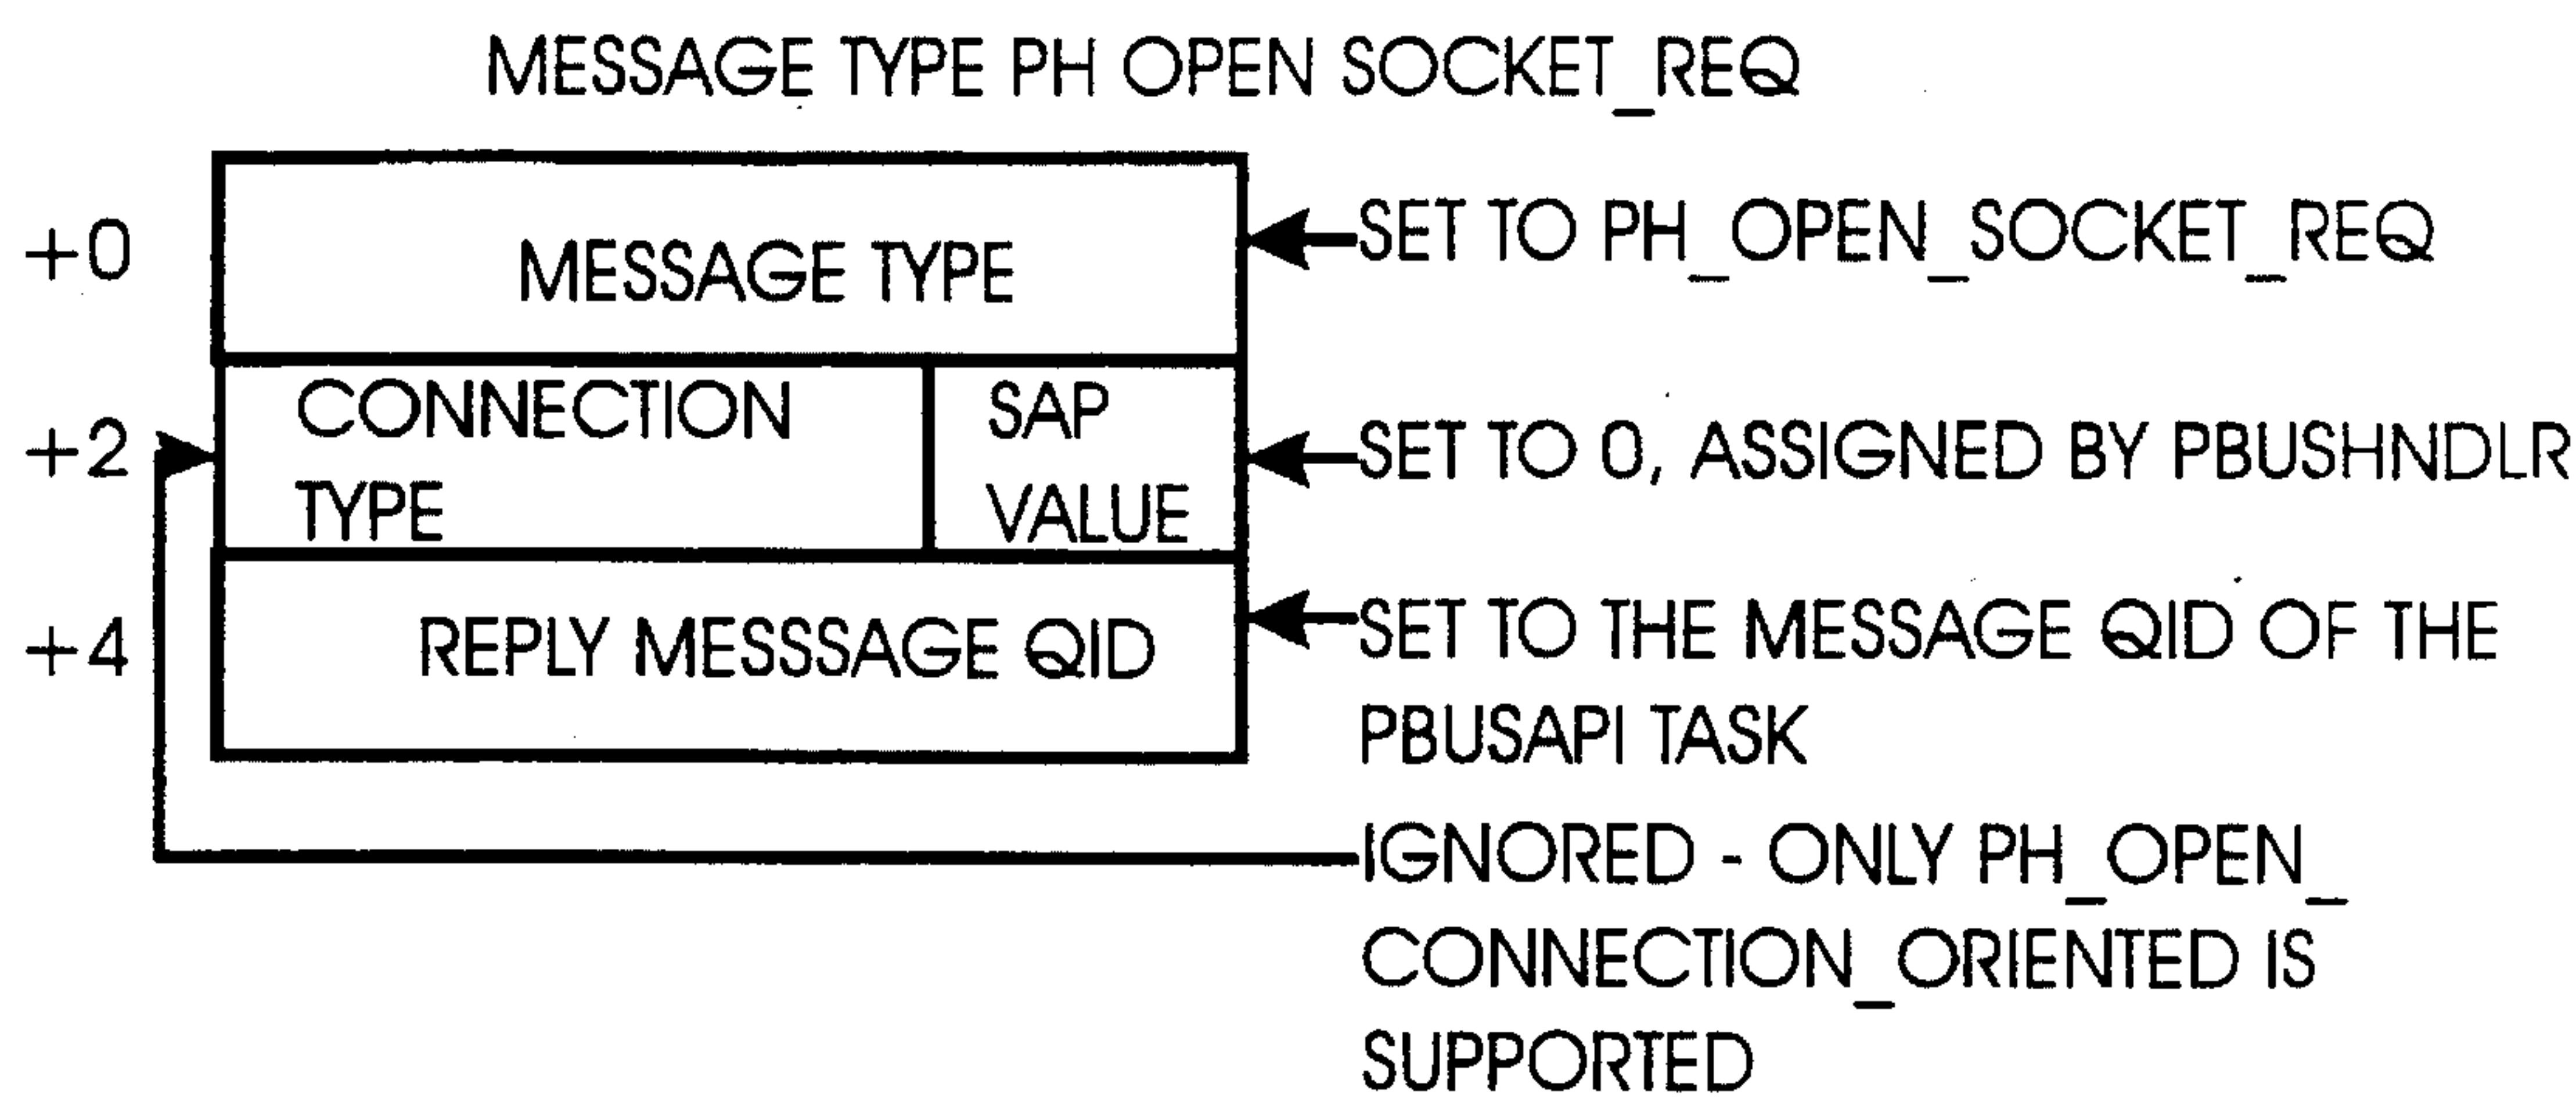 MESSAGE TYPE PH OPEN SOCKET_REQ
+0
MESSAGE TYPE
SET TO PH_OPEN_SOCKET_REQ
+2
CONNECTION
TYPE
SAP
VALUE
SET TO 0, ASSIGNED BY PBUSHNDLR
+4
REPLY MESSSAGE QID
SET TO THE MESSAGE QID OF THE
PBUSAPI TASK
IGNORED - ONLY PH_OPEN_
CONNECTION_ORIENTED IS
SUPPORTED